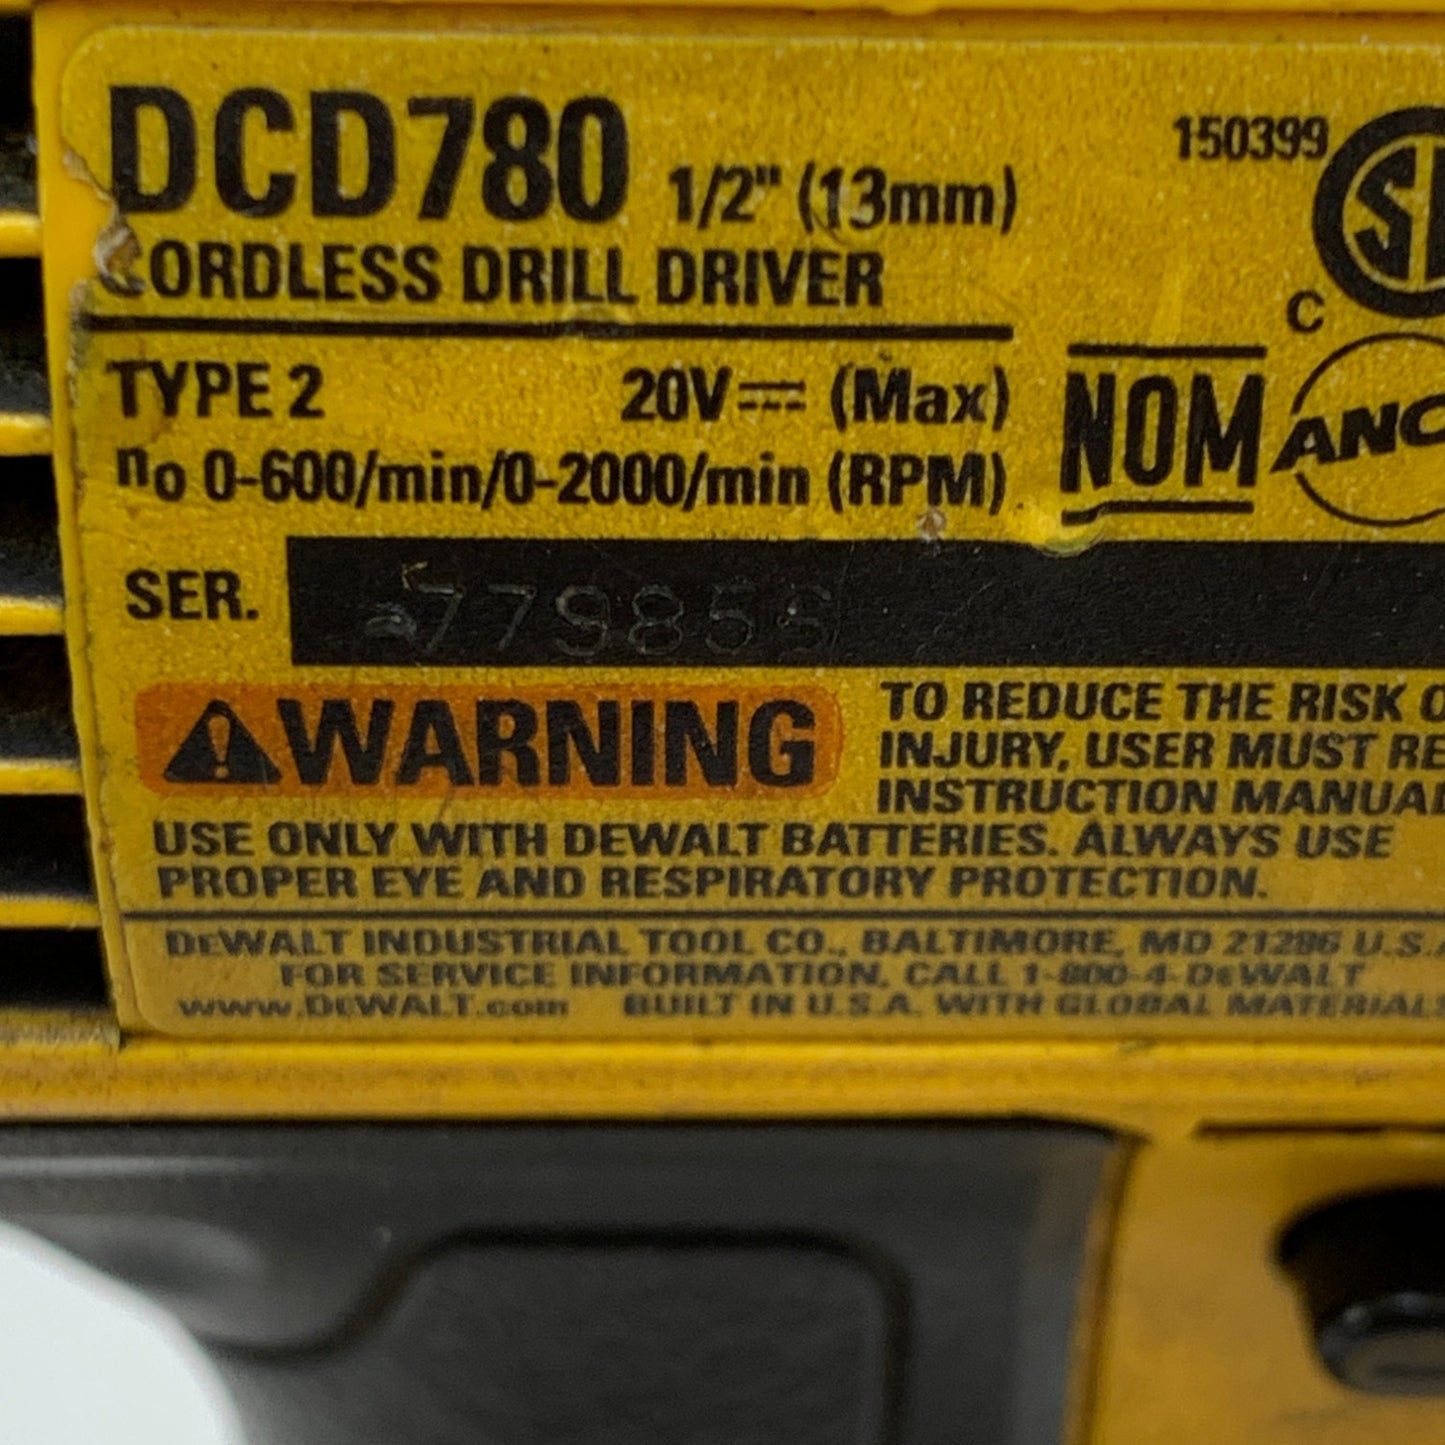 DCD780 1/2" (13mm)
150399
CORDLESS DRILL DRIVER
C
TYPE 2 20V⎓ (Max)
NOM ANC
no 0-600/min/0-2000/min (RPM)
SER.
⚠WARNING
TO REDUCE THE RISK O
INJURY, USER MUST RE
INSTRUCTION MANUAL
USE ONLY WITH DEWALT BATTERIES. ALWAYS USE
PROPER EYE AND RESPIRATORY PROTECTION.
DeWALT INDUSTRIAL TOOL CO., BALTIMORE, MD 21286 U.S.A
FOR SERVICE INFORMATION, CALL 1-800-4-DeWALT
www.DeWALT.com BUILT IN U.S.A. WITH GLOBAL MATERIALS